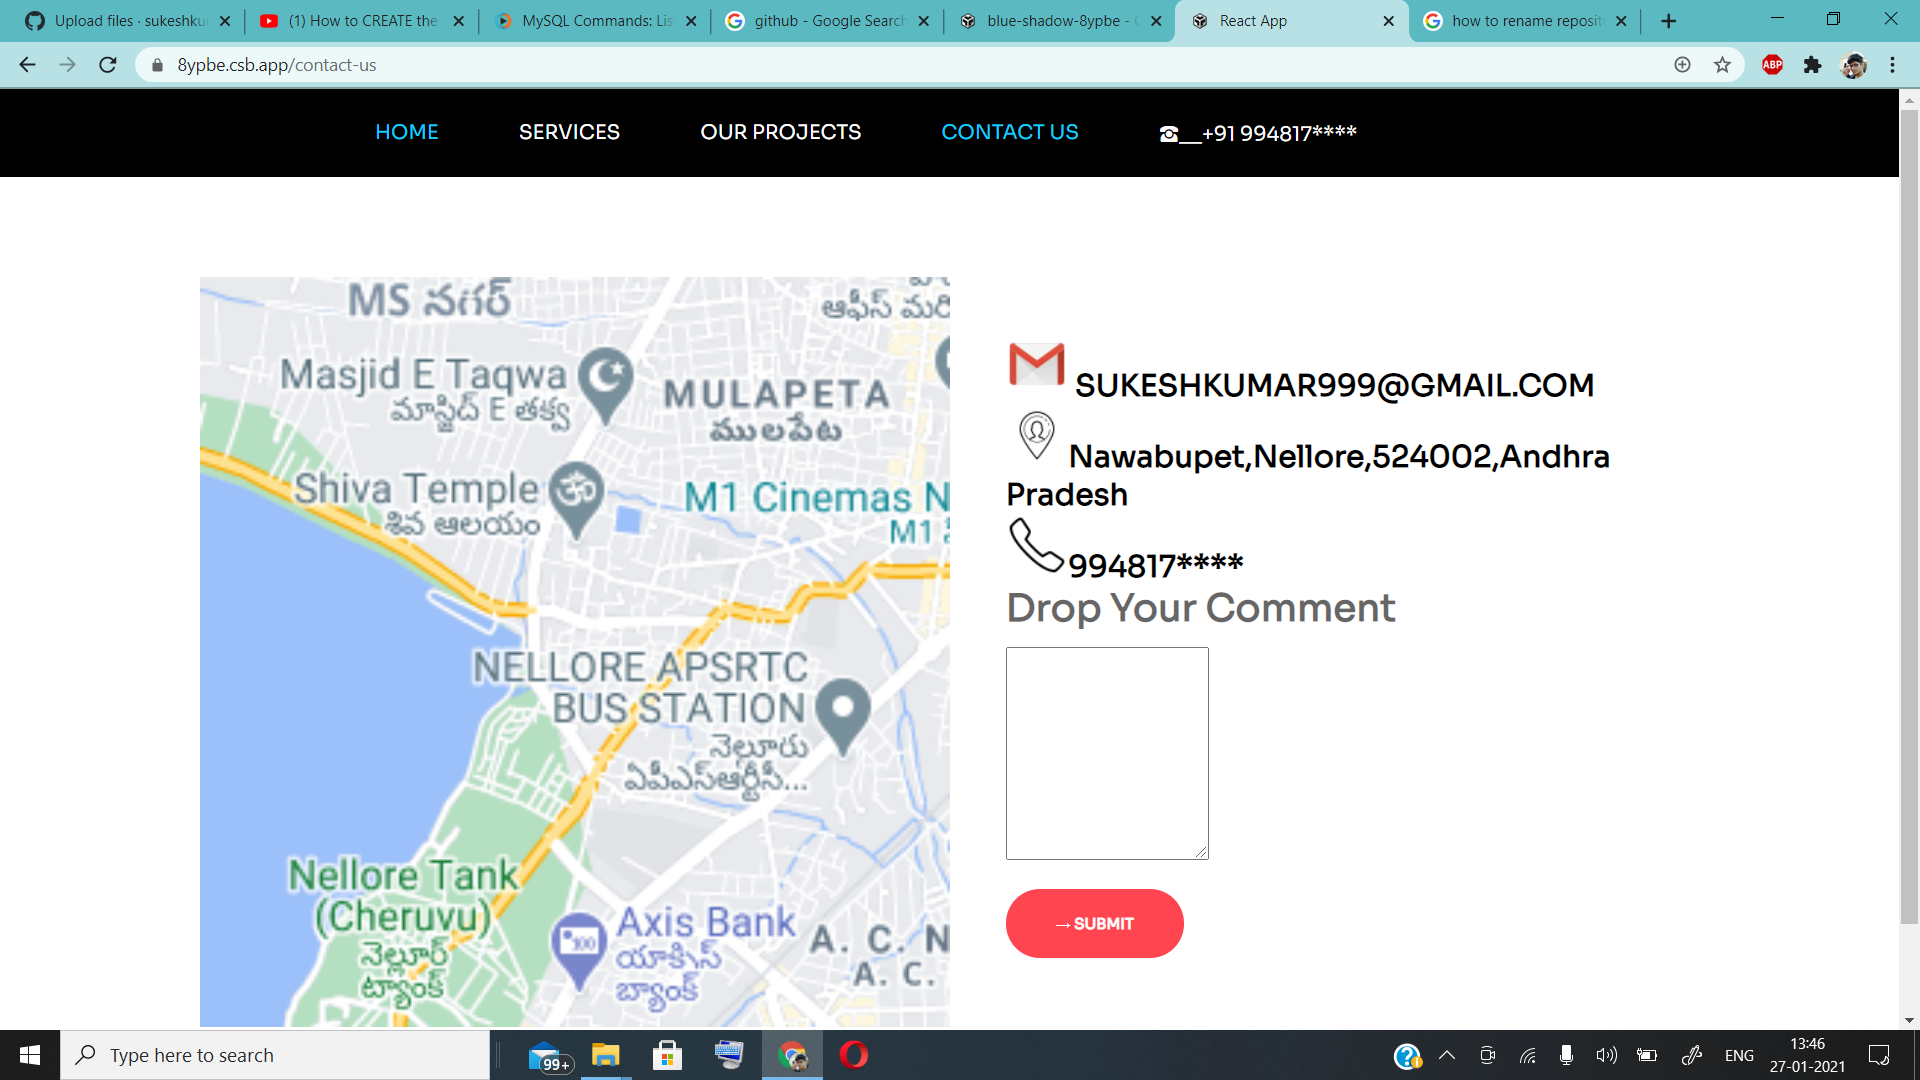 Upload files · sukeshku
(1) How to CREATE the
MySQL Commands: Lis
github - Google Search
blue-shadow-8ypbe -
React App
how to rename reposit
8ypbe.csb.app/contact-us
ABP
HOME
SERVICES
OUR PROJECTS
CONTACT US
☎__+91 994817****
MS నగర్
ఆఫీస్ మరి
Masjid E Taqwa
మాస్జిద్ E తక్వ
MULAPETA
ములపేట
Shiva Temple
శివ ఆలయం
M1 Cinemas N
M1
NELLORE APSRTC
BUS STATION
నెల్లూరు
ఏపీఎస్ఆర్టీసీ...
Nellore Tank
(Cheruvu)
నెల్లూర్
ట్యాంక్
Axis Bank
యాక్సిస్
బ్యాంక్
A. C. N
A. C.
SUKESHKUMAR999@GMAIL.COM
Nawabupet,Nellore,524002,Andhra
Pradesh
994817****
Drop Your Comment
→SUBMIT
Type here to search
99+
ENG
13:46
27-01-2021